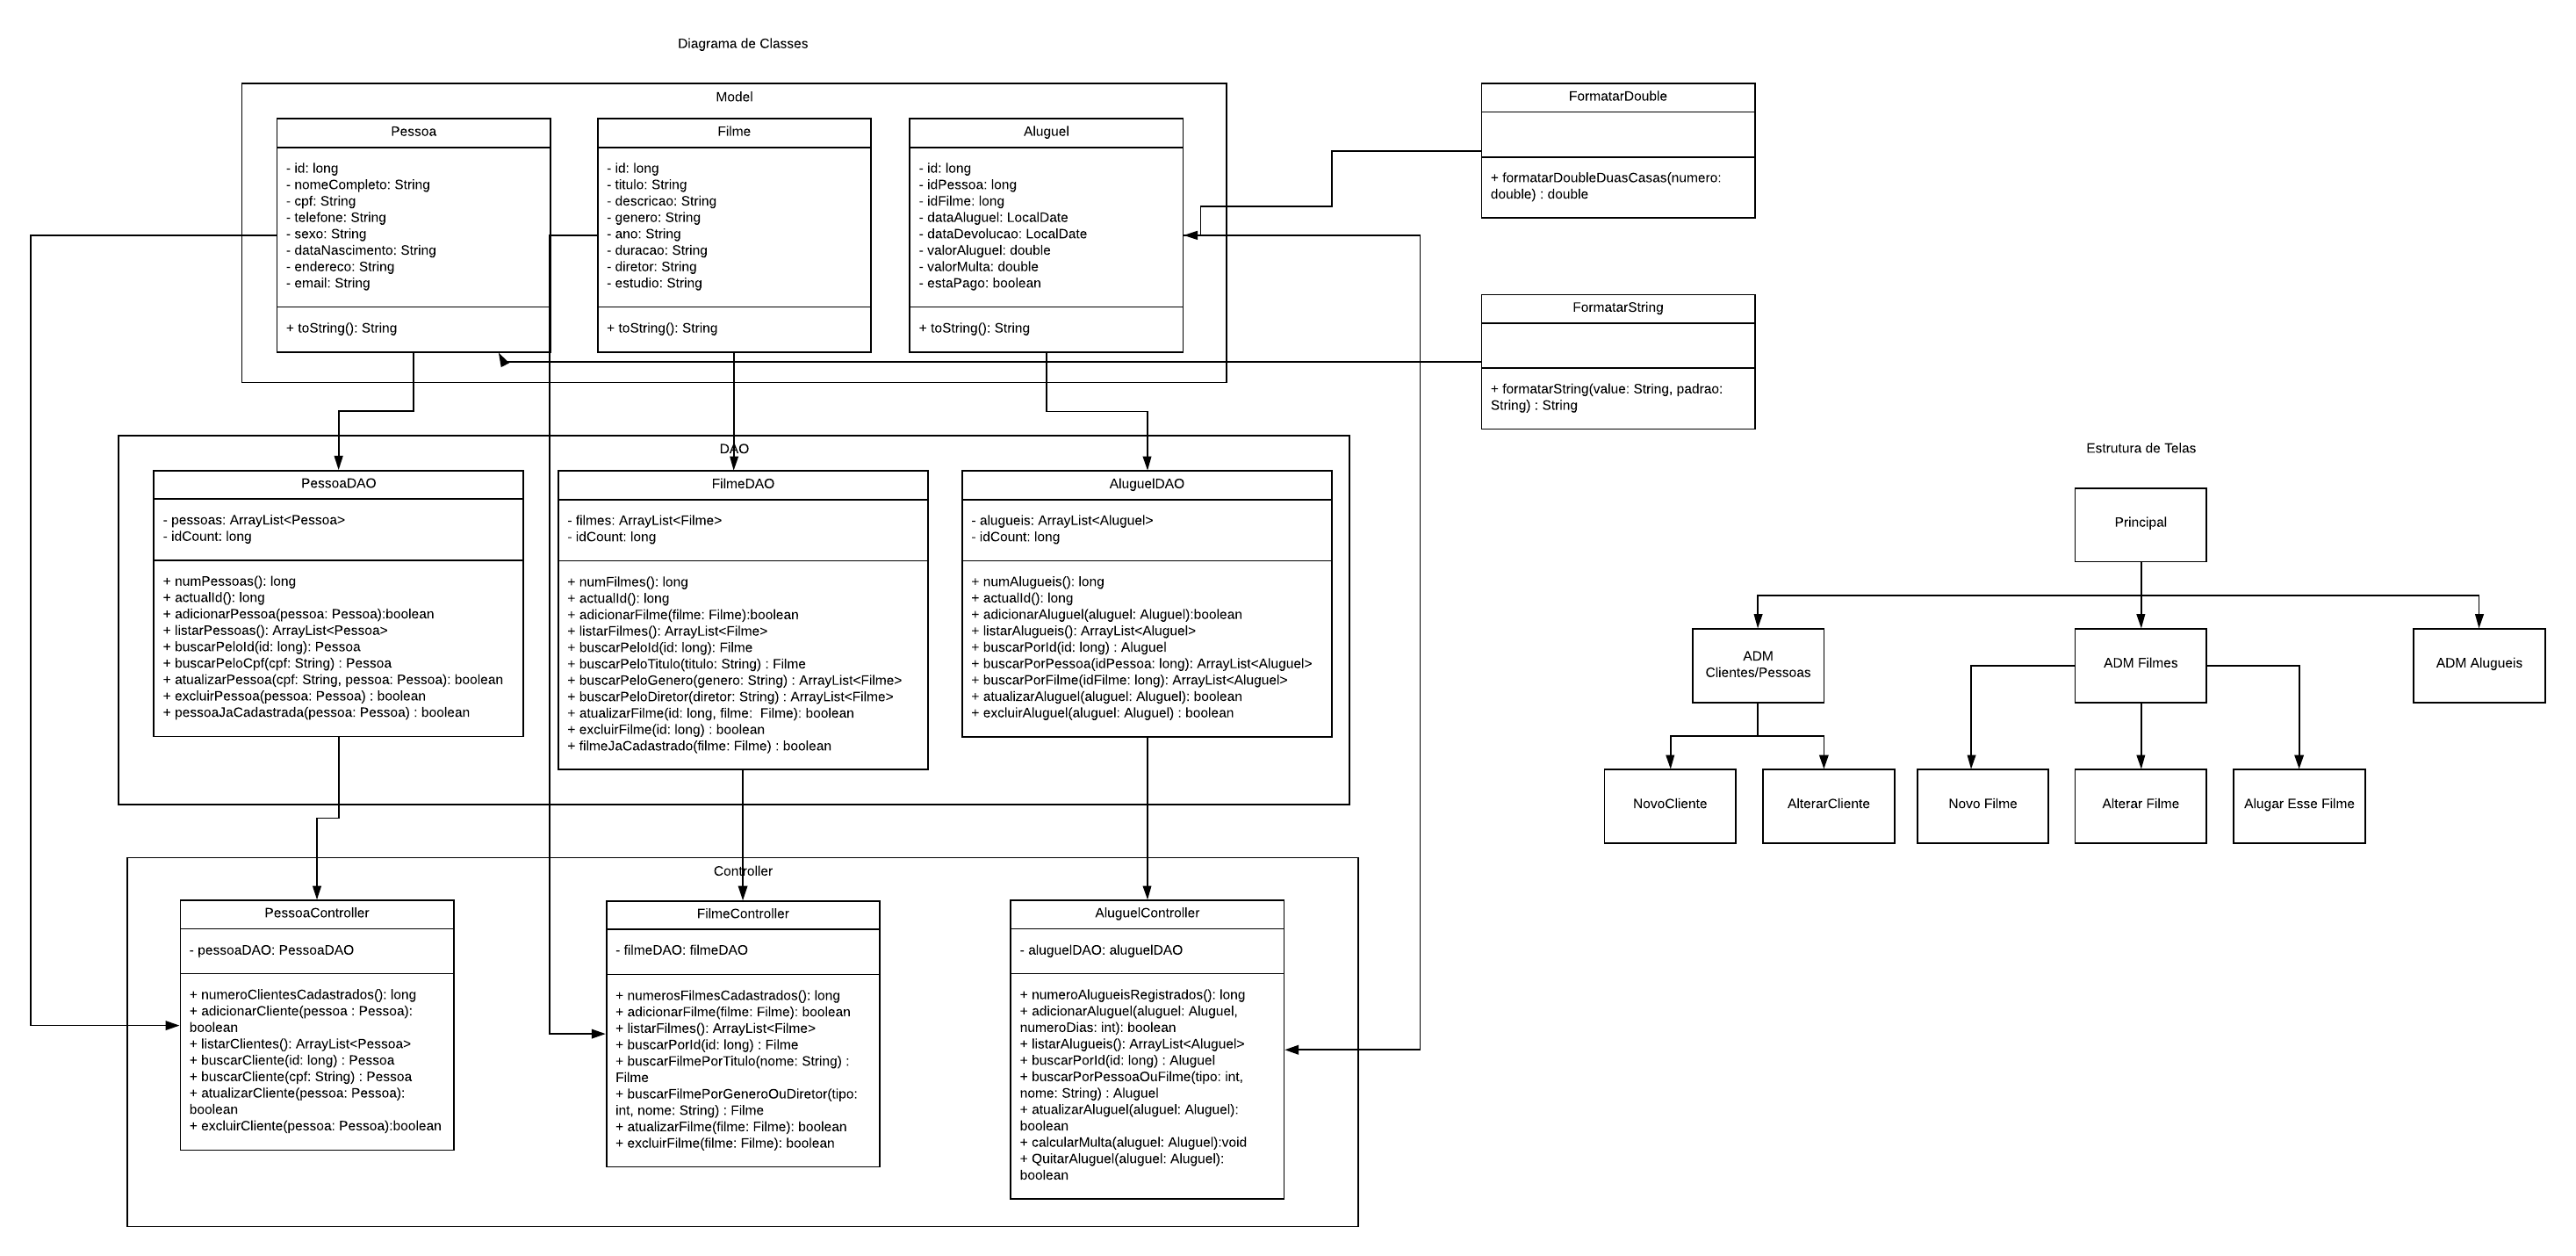 Diagrama de Classes
Model
Pessoa
- id: long
- nomeCompleto: String
- cpf: String
- telefone: String
- sexo: String
- dataNascimento: String
- endereco: String
- email: String
+ toString(): String
Filme
- id: long
- titulo: String
- descricao: String
- genero: String
- ano: String
- duracao: String
- diretor: String
- estudio: String
+ toString(): String
Aluguel
- id: long
- idPessoa: long
- idFilme: long
- dataAluguel: LocalDate
- dataDevolucao: LocalDate
- valorAluguel: double
- valorMulta: double
- estaPago: boolean
+ toString(): String
FormatarDouble
+ formatarDoubleDuasCasas(numero:
double) : double
FormatarString
+ formatarString(value: String, padrao:
String) : String
DAO
PessoaDAO
- pessoas: ArrayList<Pessoa>
- idCount: long
+ numPessoas(): long
+ actualId(): long
+ adicionarPessoa(pessoa: Pessoa):boolean
+ listarPessoas(): ArrayList<Pessoa>
+ buscarPeloId(id: long): Pessoa
+ buscarPeloCpf(cpf: String) : Pessoa
+ atualizarPessoa(cpf: String, pessoa: Pessoa): boolean
+ excluirPessoa(pessoa: Pessoa) : boolean
+ pessoaJaCadastrada(pessoa: Pessoa) : boolean
FilmeDAO
- filmes: ArrayList<Filme>
- idCount: long
+ numFilmes(): long
+ actualId(): long
+ adicionarFilme(filme: Filme):boolean
+ listarFilmes(): ArrayList<Filme>
+ buscarPeloId(id: long): Filme
+ buscarPeloTitulo(titulo: String) : Filme
+ buscarPeloGenero(genero: String) : ArrayList<Filme>
+ buscarPeloDiretor(diretor: String) : ArrayList<Filme>
+ atualizarFilme(id: long, filme:  Filme): boolean
+ excluirFilme(id: long) : boolean
+ filmeJaCadastrado(filme: Filme) : boolean
AluguelDAO
- alugueis: ArrayList<Aluguel>
- idCount: long
+ numAlugueis(): long
+ actualId(): long
+ adicionarAluguel(aluguel: Aluguel):boolean
+ listarAlugueis(): ArrayList<Aluguel>
+ buscarPorId(id: long) : Aluguel
+ buscarPorPessoa(idPessoa: long): ArrayList<Aluguel>
+ buscarPorFilme(idFilme: long): ArrayList<Aluguel>
+ atualizarAluguel(aluguel: Aluguel): boolean
+ excluirAluguel(aluguel: Aluguel) : boolean
Controller
PessoaController
- pessoaDAO: PessoaDAO
+ numeroClientesCadastrados(): long
+ adicionarCliente(pessoa : Pessoa):
boolean
+ listarClientes(): ArrayList<Pessoa>
+ buscarCliente(id: long) : Pessoa
+ buscarCliente(cpf: String) : Pessoa
+ atualizarCliente(pessoa: Pessoa):
boolean
+ excluirCliente(pessoa: Pessoa):boolean
FilmeController
- filmeDAO: filmeDAO
+ numerosFilmesCadastrados(): long
+ adicionarFilme(filme: Filme): boolean
+ listarFilmes(): ArrayList<Filme>
+ buscarPorId(id: long) : Filme
+ buscarFilmePorTitulo(nome: String) :
Filme
+ buscarFilmePorGeneroOuDiretor(tipo:
int, nome: String) : Filme
+ atualizarFilme(filme: Filme): boolean
+ excluirFilme(filme: Filme): boolean
AluguelController
- aluguelDAO: aluguelDAO
+ numeroAlugueisRegistrados(): long
+ adicionarAluguel(aluguel: Aluguel,
numeroDias: int): boolean
+ listarAlugueis(): ArrayList<Aluguel>
+ buscarPorId(id: long) : Aluguel
+ buscarPorPessoaOuFilme(tipo: int,
nome: String) : Aluguel
+ atualizarAluguel(aluguel: Aluguel):
boolean
+ calcularMulta(aluguel: Aluguel):void
+ QuitarAluguel(aluguel: Aluguel):
boolean
Estrutura de Telas
Principal
ADM
Clientes/Pessoas
ADM Filmes
ADM Alugueis
NovoCliente
AlterarCliente
Novo Filme
Alterar Filme
Alugar Esse Filme